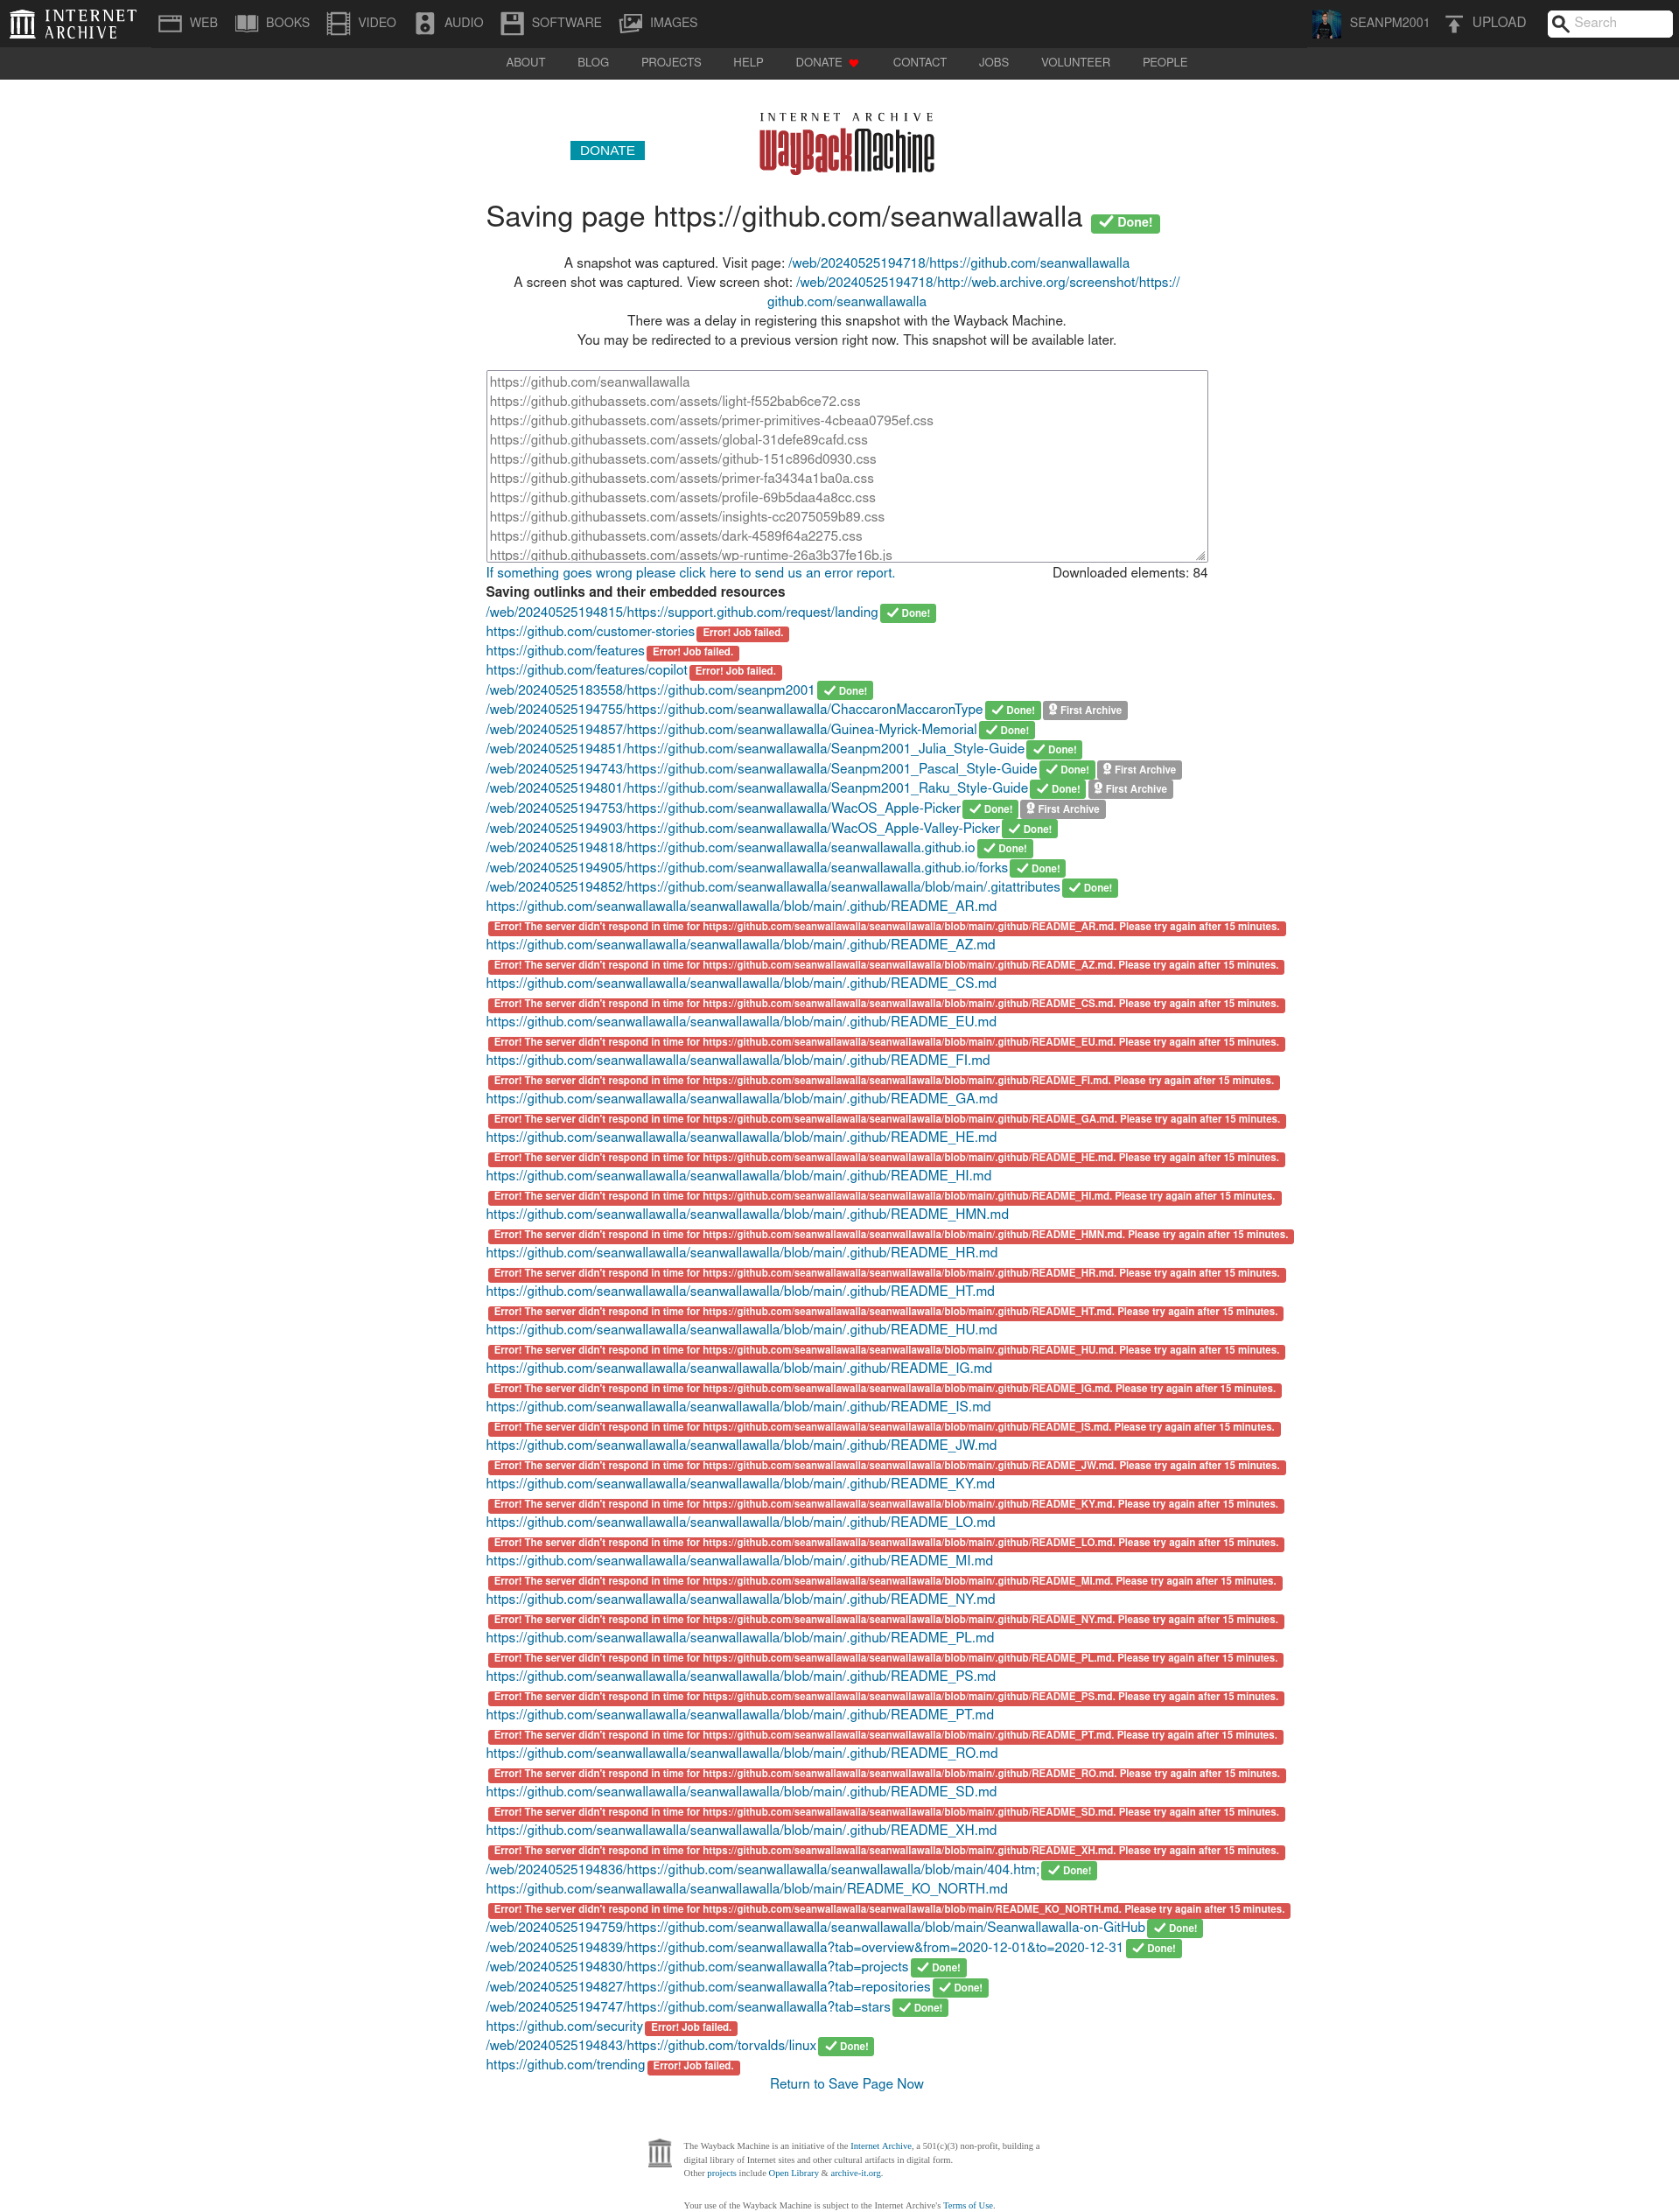 INTERNET ARCHIVE
WEB BOOKS VIDEO AUDIO SOFTWARE IMAGES SEANPM2001 UPLOAD Search
ABOUT BLOG PROJECTS HELP DONATE CONTACT JOBS VOLUNTEER PEOPLE
INTERNET ARCHIVE
DONATE WayBackMachine
Saving page https://github.com/seanwallawalla Done!
A snapshot was captured. Visit page: /web/20240525194718/https://github.com/seanwallawalla
A screen shot was captured. View screen shot: /web/20240525194718/http://web.archive.org/screenshot/https://
github.com/seanwallawalla
There was a delay in registering this snapshot with the Wayback Machine.
You may be redirected to a previous version right now. This snapshot will be available later.
https://github.com/seanwallawalla
https://github.githubassets.com/assets/light-f552bab6ce72.css
https://github.githubassets.com/assets/primer-primitives-4cbeaa0795ef.css
https://github.githubassets.com/assets/global-31defe89cafd.css
https://github.githubassets.com/assets/github-151c896d0930.css
https://github.githubassets.com/assets/primer-fa3434a1ba0a.css
https://github.githubassets.com/assets/profile-69b5daa4a8cc.css
https://github.githubassets.com/assets/insights-cc2075059b89.css
https://github.githubassets.com/assets/dark-4589f64a2275.css
https://github.githubassets.com/assets/wp-runtime-26a3b37fe16b.js
If something goes wrong please click here to send us an error report. Downloaded elements: 84
Saving outlinks and their embedded resources
/web/20240525194815/https://support.github.com/request/landing Done!
https://github.com/customer-stories Error! Job failed.
https://github.com/features Error! Job failed.
https://github.com/features/copilot Error! Job failed.
/web/20240525183558/https://github.com/seanpm2001 Done!
/web/20240525194755/https://github.com/seanwallawalla/ChaccaronMaccaronType Done! First Archive
/web/20240525194857/https://github.com/seanwallawalla/Guinea-Myrick-Memorial Done!
/web/20240525194851/https://github.com/seanwallawalla/Seanpm2001_Julia_Style-Guide Done!
/web/20240525194743/https://github.com/seanwallawalla/Seanpm2001_Pascal_Style-Guide Done! First Archive
/web/20240525194801/https://github.com/seanwallawalla/Seanpm2001_Raku_Style-Guide Done! First Archive
/web/20240525194753/https://github.com/seanwallawalla/WacOS_Apple-Picker Done! First Archive
/web/20240525194903/https://github.com/seanwallawalla/WacOS_Apple-Valley-Picker Done!
/web/20240525194818/https://github.com/seanwallawalla/seanwallawalla.github.io Done!
/web/20240525194905/https://github.com/seanwallawalla/seanwallawalla.github.io/forks Done!
/web/20240525194852/https://github.com/seanwallawalla/seanwallawalla/blob/main/.gitattributes Done!
https://github.com/seanwallawalla/seanwallawalla/blob/main/.github/README_AR.md
Error! The server didn't respond in time for https://github.com/seanwallawalla/seanwallawalla/blob/main/.github/README_AR.md. Please try again after 15 minutes.
https://github.com/seanwallawalla/seanwallawalla/blob/main/.github/README_AZ.md
Error! The server didn't respond in time for https://github.com/seanwallawalla/seanwallawalla/blob/main/.github/README_AZ.md. Please try again after 15 minutes.
https://github.com/seanwallawalla/seanwallawalla/blob/main/.github/README_CS.md
Error! The server didn't respond in time for https://github.com/seanwallawalla/seanwallawalla/blob/main/.github/README_CS.md. Please try again after 15 minutes.
https://github.com/seanwallawalla/seanwallawalla/blob/main/.github/README_EU.md
Error! The server didn't respond in time for https://github.com/seanwallawalla/seanwallawalla/blob/main/.github/README_EU.md. Please try again after 15 minutes.
https://github.com/seanwallawalla/seanwallawalla/blob/main/.github/README_FI.md
Error! The server didn't respond in time for https://github.com/seanwallawalla/seanwallawalla/blob/main/.github/README_FI.md. Please try again after 15 minutes.
https://github.com/seanwallawalla/seanwallawalla/blob/main/.github/README_GA.md
Error! The server didn't respond in time for https://github.com/seanwallawalla/seanwallawalla/blob/main/.github/README_GA.md. Please try again after 15 minutes.
https://github.com/seanwallawalla/seanwallawalla/blob/main/.github/README_HE.md
Error! The server didn't respond in time for https://github.com/seanwallawalla/seanwallawalla/blob/main/.github/README_HE.md. Please try again after 15 minutes.
https://github.com/seanwallawalla/seanwallawalla/blob/main/.github/README_HI.md
Error! The server didn't respond in time for https://github.com/seanwallawalla/seanwallawalla/blob/main/.github/README_HI.md. Please try again after 15 minutes.
https://github.com/seanwallawalla/seanwallawalla/blob/main/.github/README_HMN.md
Error! The server didn't respond in time for https://github.com/seanwallawalla/seanwallawalla/blob/main/.github/README_HMN.md. Please try again after 15 minutes.
https://github.com/seanwallawalla/seanwallawalla/blob/main/.github/README_HR.md
Error! The server didn't respond in time for https://github.com/seanwallawalla/seanwallawalla/blob/main/.github/README_HR.md. Please try again after 15 minutes.
https://github.com/seanwallawalla/seanwallawalla/blob/main/.github/README_HT.md
Error! The server didn't respond in time for https://github.com/seanwallawalla/seanwallawalla/blob/main/.github/README_HT.md. Please try again after 15 minutes.
https://github.com/seanwallawalla/seanwallawalla/blob/main/.github/README_HU.md
Error! The server didn't respond in time for https://github.com/seanwallawalla/seanwallawalla/blob/main/.github/README_HU.md. Please try again after 15 minutes.
https://github.com/seanwallawalla/seanwallawalla/blob/main/.github/README_IG.md
Error! The server didn't respond in time for https://github.com/seanwallawalla/seanwallawalla/blob/main/.github/README_IG.md. Please try again after 15 minutes.
https://github.com/seanwallawalla/seanwallawalla/blob/main/.github/README_IS.md
Error! The server didn't respond in time for https://github.com/seanwallawalla/seanwallawalla/blob/main/.github/README_IS.md. Please try again after 15 minutes.
https://github.com/seanwallawalla/seanwallawalla/blob/main/.github/README_JW.md
Error! The server didn't respond in time for https://github.com/seanwallawalla/seanwallawalla/blob/main/.github/README_JW.md. Please try again after 15 minutes.
https://github.com/seanwallawalla/seanwallawalla/blob/main/.github/README_KY.md
Error! The server didn't respond in time for https://github.com/seanwallawalla/seanwallawalla/blob/main/.github/README_KY.md. Please try again after 15 minutes.
https://github.com/seanwallawalla/seanwallawalla/blob/main/.github/README_LO.md
Error! The server didn't respond in time for https://github.com/seanwallawalla/seanwallawalla/blob/main/.github/README_LO.md. Please try again after 15 minutes.
https://github.com/seanwallawalla/seanwallawalla/blob/main/.github/README_MI.md
Error! The server didn't respond in time for https://github.com/seanwallawalla/seanwallawalla/blob/main/.github/README_MI.md. Please try again after 15 minutes.
https://github.com/seanwallawalla/seanwallawalla/blob/main/.github/README_NY.md
Error! The server didn't respond in time for https://github.com/seanwallawalla/seanwallawalla/blob/main/.github/README_NY.md. Please try again after 15 minutes.
https://github.com/seanwallawalla/seanwallawalla/blob/main/.github/README_PL.md
Error! The server didn't respond in time for https://github.com/seanwallawalla/seanwallawalla/blob/main/.github/README_PL.md. Please try again after 15 minutes.
https://github.com/seanwallawalla/seanwallawalla/blob/main/.github/README_PS.md
Error! The server didn't respond in time for https://github.com/seanwallawalla/seanwallawalla/blob/main/.github/README_PS.md. Please try again after 15 minutes.
https://github.com/seanwallawalla/seanwallawalla/blob/main/.github/README_PT.md
Error! The server didn't respond in time for https://github.com/seanwallawalla/seanwallawalla/blob/main/.github/README_PT.md. Please try again after 15 minutes.
https://github.com/seanwallawalla/seanwallawalla/blob/main/.github/README_RO.md
Error! The server didn't respond in time for https://github.com/seanwallawalla/seanwallawalla/blob/main/.github/README_RO.md. Please try again after 15 minutes.
https://github.com/seanwallawalla/seanwallawalla/blob/main/.github/README_SD.md
Error! The server didn't respond in time for https://github.com/seanwallawalla/seanwallawalla/blob/main/.github/README_SD.md. Please try again after 15 minutes.
https://github.com/seanwallawalla/seanwallawalla/blob/main/.github/README_XH.md
Error! The server didn't respond in time for https://github.com/seanwallawalla/seanwallawalla/blob/main/.github/README_XH.md. Please try again after 15 minutes.
/web/20240525194836/https://github.com/seanwallawalla/seanwallawalla/blob/main/404.htm; Done!
https://github.com/seanwallawalla/seanwallawalla/blob/main/README_KO_NORTH.md
Error! The server didn't respond in time for https://github.com/seanwallawalla/seanwallawalla/blob/main/README_KO_NORTH.md. Please try again after 15 minutes.
/web/20240525194759/https://github.com/seanwallawalla/seanwallawalla/blob/main/Seanwallawalla-on-GitHub Done!
/web/20240525194839/https://github.com/seanwallawalla?tab=overview&from=2020-12-01&to=2020-12-31 Done!
/web/20240525194830/https://github.com/seanwallawalla?tab=projects Done!
/web/20240525194827/https://github.com/seanwallawalla?tab=repositories Done!
/web/20240525194747/https://github.com/seanwallawalla?tab=stars Done!
https://github.com/security Error! Job failed.
/web/20240525194843/https://github.com/torvalds/linux Done!
https://github.com/trending Error! Job failed.
Return to Save Page Now
The Wayback Machine is an initiative of the Internet Archive, a 501(c)(3) non-profit, building a
digital library of Internet sites and other cultural artifacts in digital form.
Other projects include Open Library & archive-it.org.
Your use of the Wayback Machine is subject to the Internet Archive's Terms of Use.